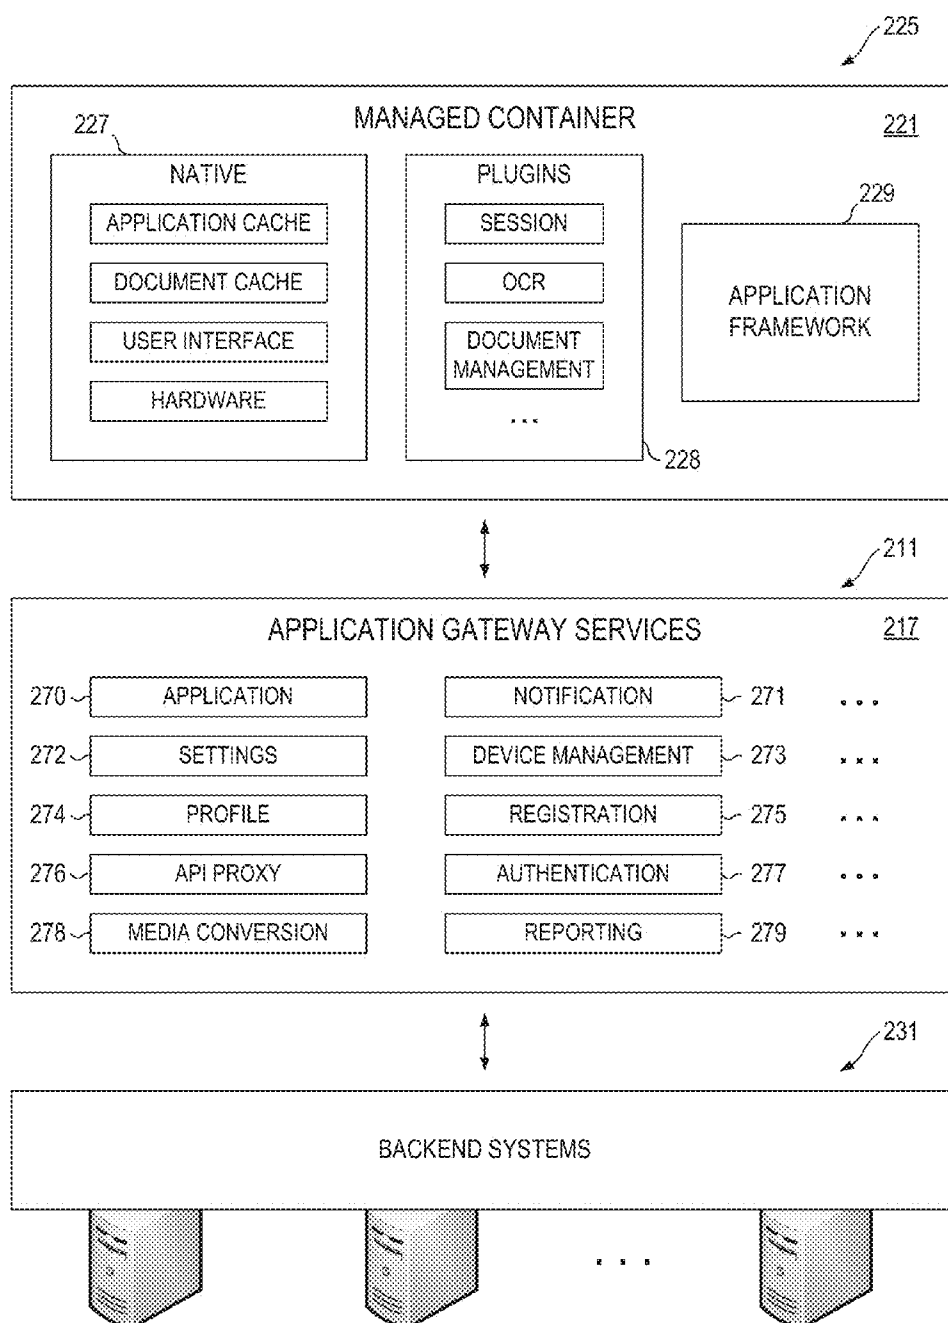 225
MANAGED CONTAINER
221
227
NATIVE
APPLICATION CACHE
DOCUMENT CACHE
USER INTERFACE
HARDWARE
PLUGINS
SESSION
OCR
DOCUMENT
MANAGEMENT
...
228
229
APPLICATION
FRAMEWORK
211
APPLICATION GATEWAY SERVICES
217
270 APPLICATION NOTIFICATION 271 ...
272 SETTINGS DEVICE MANAGEMENT 273 ...
274 PROFILE REGISTRATION 275 ...
276 API PROXY AUTHENTICATION 277 ...
278 MEDIA CONVERSION REPORTING 279 ...
231
BACKEND SYSTEMS
...